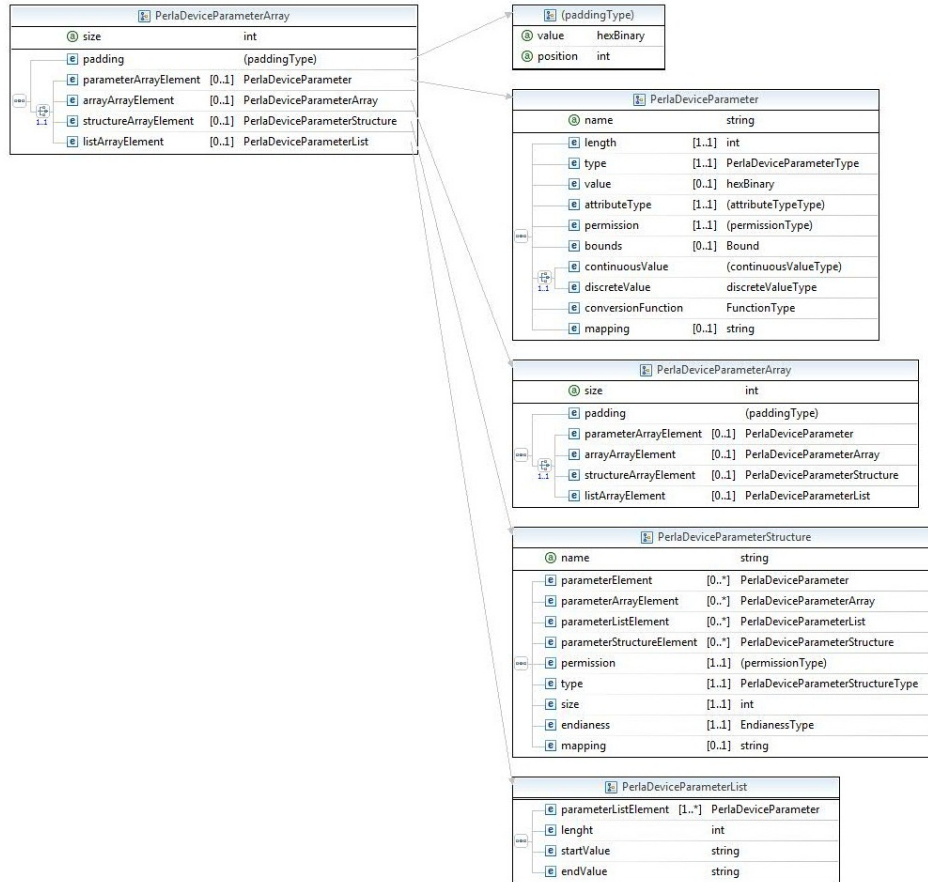 PerlaDeviceParameterArray
size int
padding (paddingType)
parameterArrayElement [0..1] PerlaDeviceParameter
arrayArrayElement [0..1] PerlaDeviceParameterArray
structureArrayElement [0..1] PerlaDeviceParameterStructure
listArrayElement [0..1] PerlaDeviceParameterList
1..1
(paddingType)
value hexBinary
position int
PerlaDeviceParameter
name string
length [1..1] int
type [1..1] PerlaDeviceParameterType
value [0..1] hexBinary
attributeType [1..1] (attributeTypeType)
permission [1..1] (permissionType)
bounds [0..1] Bound
continuousValue (continuousValueType)
discreteValue discreteValueType
1..1
conversionFunction FunctionType
mapping [0..1] string
PerlaDeviceParameterArray
size int
padding (paddingType)
parameterArrayElement [0..1] PerlaDeviceParameter
arrayArrayElement [0..1] PerlaDeviceParameterArray
structureArrayElement [0..1] PerlaDeviceParameterStructure
1..1
listArrayElement [0..1] PerlaDeviceParameterList
PerlaDeviceParameterStructure
name string
parameterElement [0..*] PerlaDeviceParameter
parameterArrayElement [0..*] PerlaDeviceParameterArray
parameterListElement [0..*] PerlaDeviceParameterList
parameterStructureElement [0..*] PerlaDeviceParameterStructure
permission [1..1] (permissionType)
type [1..1] PerlaDeviceParameterStructureType
size [1..1] int
endianess [1..1] EndianessType
mapping [0..1] string
PerlaDeviceParameterList
parameterListElement [1..*] PerlaDeviceParameter
lenght int
startValue string
endValue string